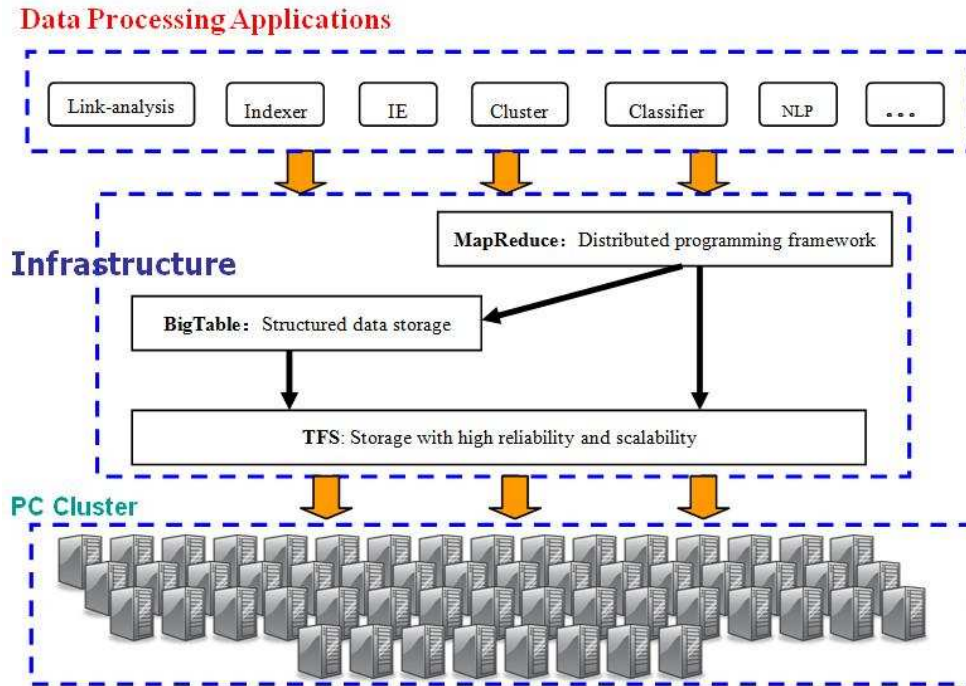 Data Processing Applications
Link-analysis
Indexer
IE
Cluster
Classifier
NLP
...
MapReduce: Distributed programming framework
Infrastructure
BigTable: Structured data storage
TFS: Storage with high reliability and scalability
PC Cluster